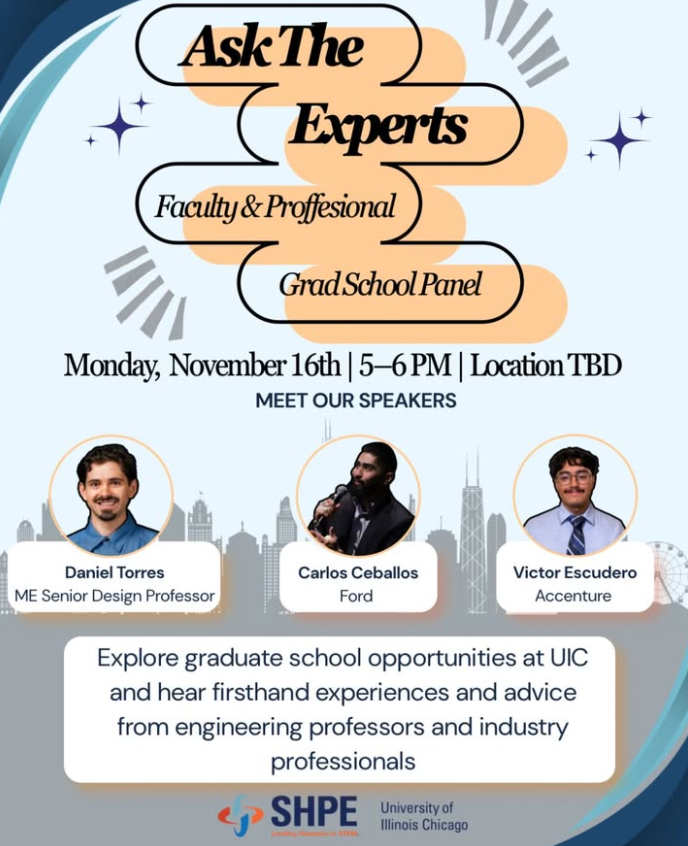 Ask The
Experts
Faculty & Proffesional
Grad School Panel
Monday, November 16th | 5–6 PM | Location TBD
MEET OUR SPEAKERS
Daniel Torres
ME Senior Design Professor
Carlos Ceballos
Ford
Victor Escudero
Accenture
Explore graduate school opportunities at UIC
and hear firsthand experiences and advice
from engineering professors and industry
professionals
SHPE
University of
Illinois Chicago